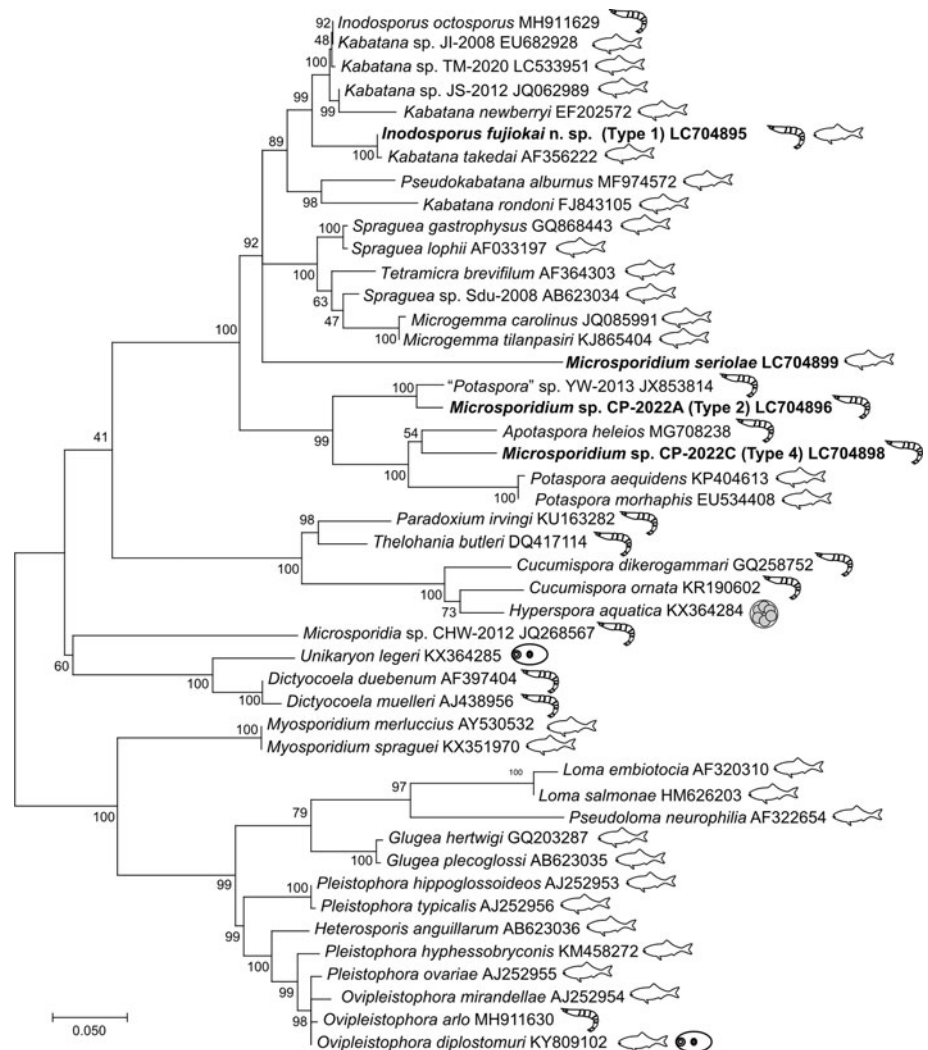 92
Inodosporus octosporus MH911629
48
Kabatana sp. JI-2008 EU682928
100
Kabatana sp. TM-2020 LC533951
99
Kabatana sp. JS-2012 JQ062989
99
Kabatana newberryi EF202572
89
Inodosporus fujiokai n. sp. (Type 1) LC704895
100
Kabatana takedai AF356222
Pseudokabatana alburnus MF974572
98
Kabatana rondoni FJ843105
92
100
Spraguea gastrophysus GQ868443
Spraguea lophii AF033197
100
Tetramicra brevifilum AF364303
63
Spraguea sp. Sdu-2008 AB623034
47
Microgemma carolinus JQ085991
100
100
Microgemma tilanpasiri KJ865404
Microsporidium seriolae LC704899
100
"Potaspora" sp. YW-2013 JX853814
Microsporidium sp. CP-2022A (Type 2) LC704896
99
54
Apotaspora heleios MG708238
41
Microsporidium sp. CP-2022C (Type 4) LC704898
100
Potaspora aequidens KP404613
100
Potaspora morhaphis EU534408
98
Paradoxium irvingi KU163282
Thelohania butleri DQ417114
100
Cucumispora dikerogammari GQ258752
100
Cucumispora ornata KR190602
73
Hyperspora aquatica KX364284
Microsporidia sp. CHW-2012 JQ268567
60
Unikaryon legeri KX364285
100
Dictyocoela duebenum AF397404
100
Dictyocoela muelleri AJ438956
100
Myosporidium merluccius AY530532
Myosporidium spraguei KX351970
100
Loma embiotocia AF320310
97
Loma salmonae HM626203
100
79
Pseudoloma neurophilia AF322654
Glugea hertwigi GQ203287
100
Glugea plecoglossi AB623035
99
100
Pleistophora hippoglossoideos AJ252953
Pleistophora typicalis AJ252956
99
Heterosporis anguillarum AB623036
100
Pleistophora hyphessobryconis KM458272
99
Pleistophora ovariae AJ252955
Ovipleistophora mirandellae AJ252954
98
Ovipleistophora arlo MH911630
Ovipleistophora diplostomuri KY809102
0.050